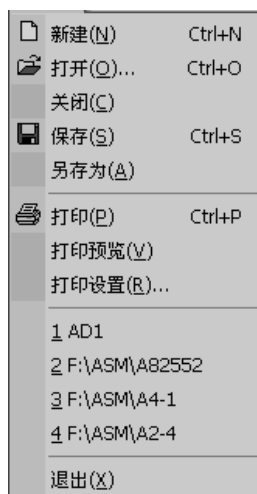 新建(N) Ctrl+N
打开(O)... Ctrl+O
关闭(C)
保存(S) Ctrl+S
另存为(A)
打印(P) Ctrl+P
打印预览(V)
打印设置(R)...
1 AD1
2 F:\ASM\A82552
3 F:\ASM\A4-1
4 F:\ASM\A2-4
退出(X)